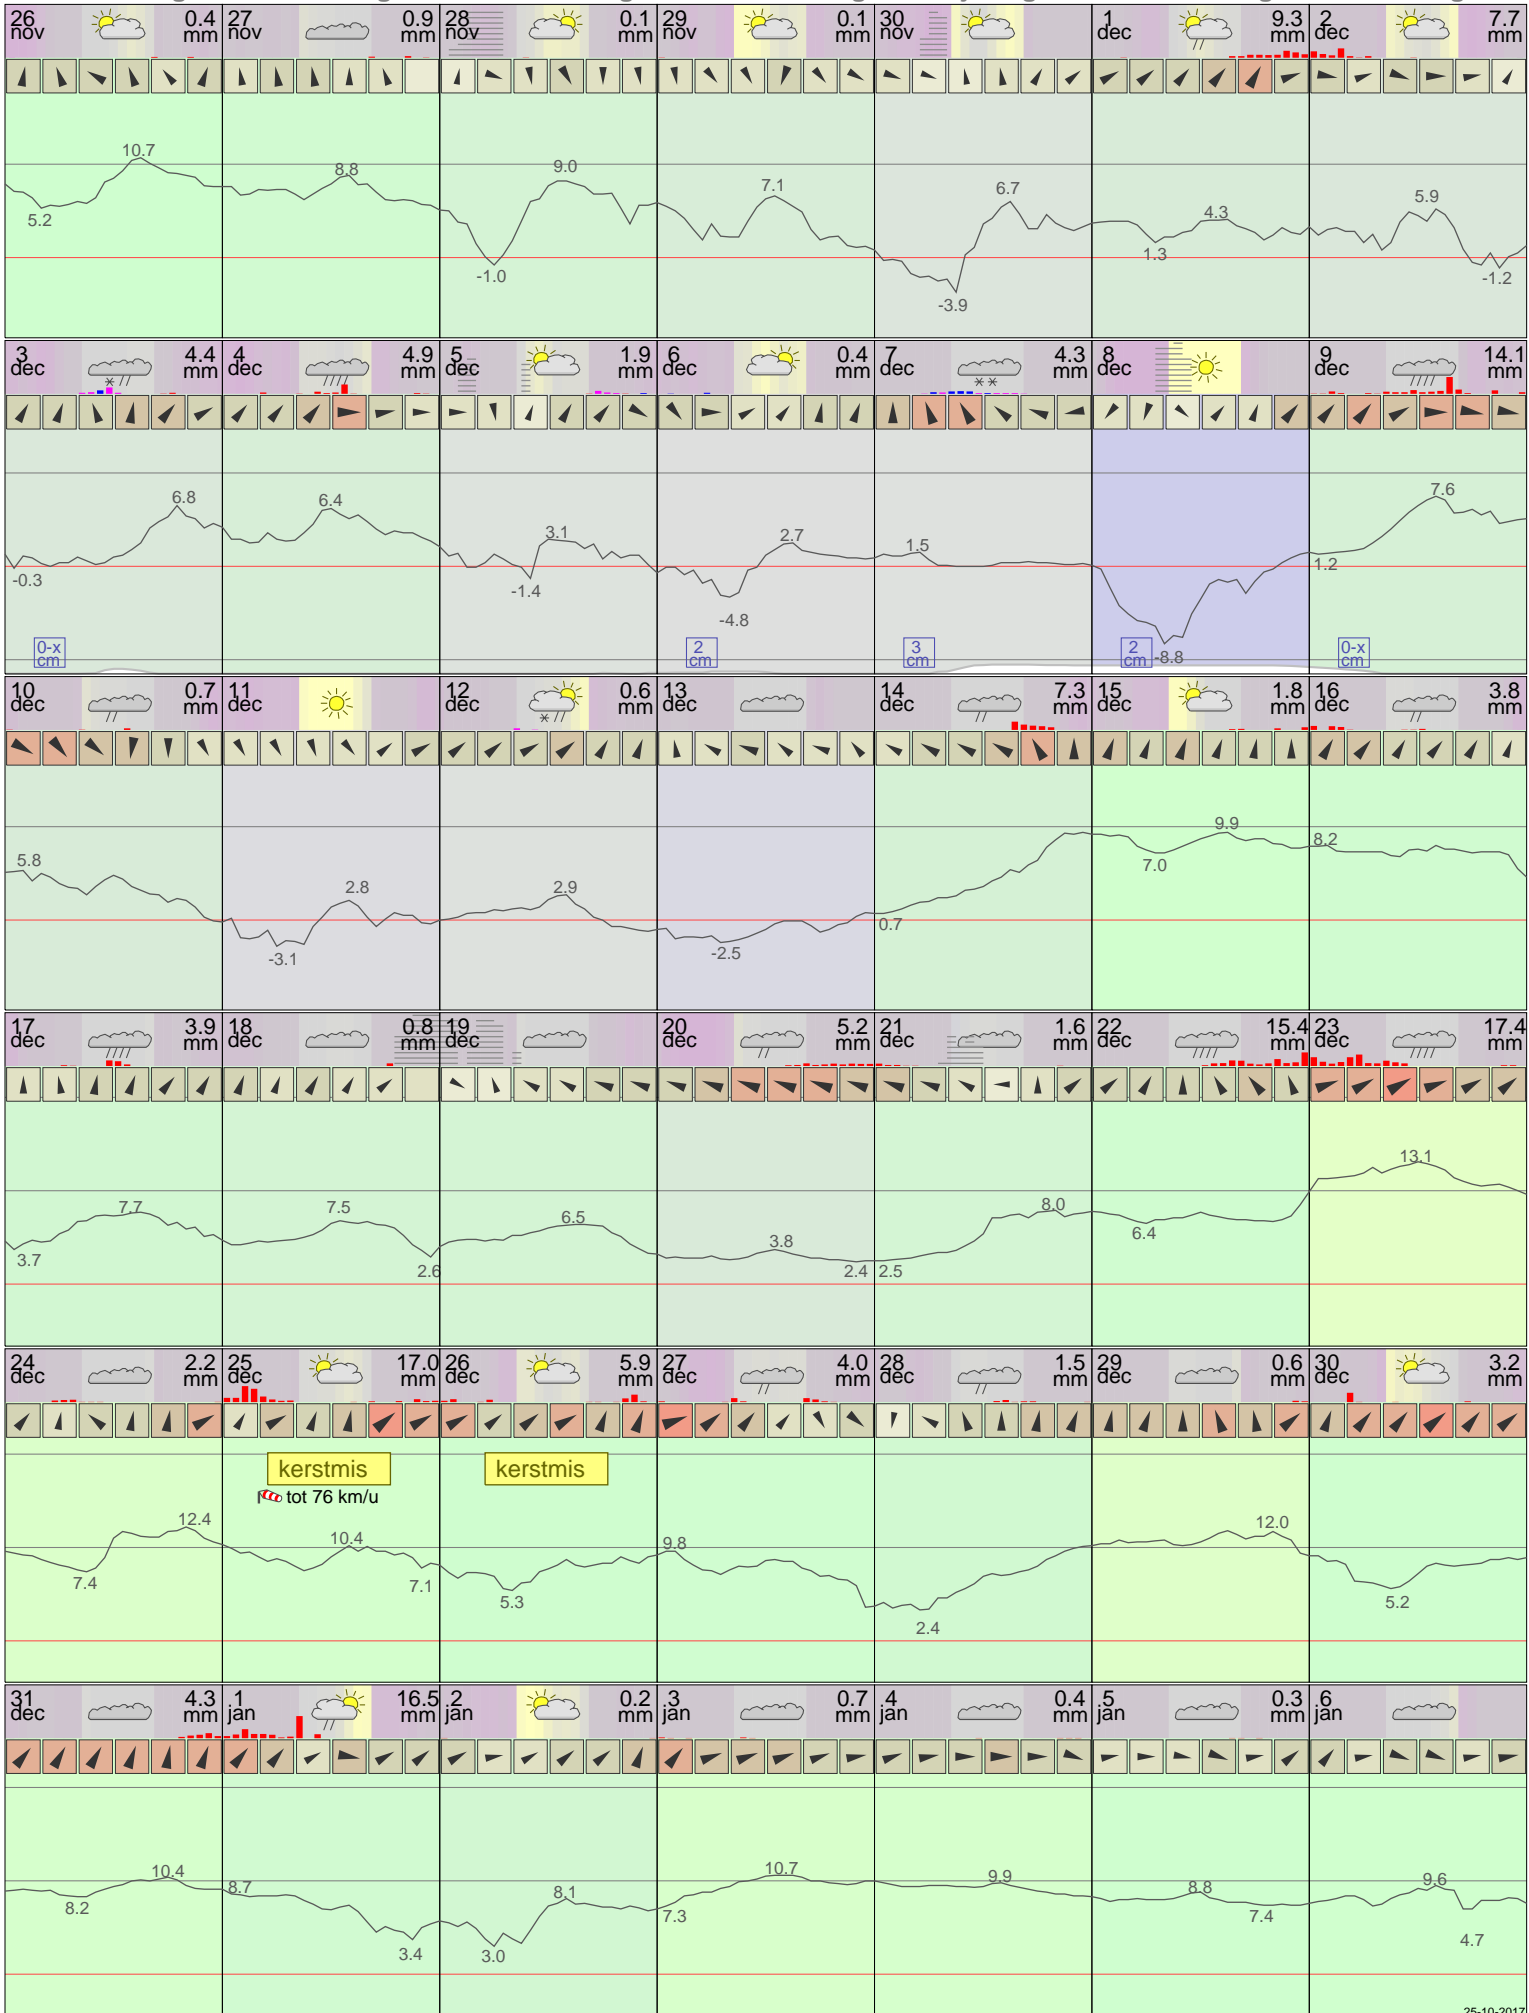 26 nov 0.4 mm 27 nov 0.9 mm 28 nov 0.1 mm 29 nov 0.1 mm 30 nov 1 dec 9.3 mm 2 dec 7.7 mm
10.7 8.8 9.0 7.1 6.7 4.3 5.9
5.2 -1.0 -3.9 1.3 -1.2
3 dec 4.4 mm 4 dec 4.9 mm 5 dec 1.9 mm 6 dec 0.4 mm 7 dec 4.3 mm 8 dec 9 dec 14.1 mm
6.8 6.4 3.1 2.7 1.5 7.6
-0.3 -1.4 -4.8 -8.8 1.2
0-x cm 2 cm 3 cm 2 cm 0-x cm
10 dec 0.7 mm 11 dec 12 dec 0.6 mm 13 dec 14 dec 7.3 mm 15 dec 1.8 mm 16 dec 3.8 mm
5.8 2.8 2.9 9.9 8.2
-3.1 -2.5 0.7 7.0
17 dec 3.9 mm 18 dec 0.8 mm 19 dec 20 dec 5.2 mm 21 dec 1.6 mm 22 dec 15.4 mm 23 dec 17.4 mm
7.7 7.5 6.5 3.8 8.0 13.1
3.7 2.6 2.4 2.5 6.4
24 dec 2.2 mm 25 dec 17.0 mm 26 dec 5.9 mm 27 dec 4.0 mm 28 dec 1.5 mm 29 dec 0.6 mm 30 dec 3.2 mm
kerstmis kerstmis
tot 76 km/u
12.4 10.4 9.8 12.0
7.4 7.1 5.3 2.4 5.2
31 dec 4.3 mm 1 jan 16.5 mm 2 jan 0.2 mm 3 jan 0.7 mm 4 jan 0.4 mm 5 jan 0.3 mm 6 jan
10.4 8.7 8.1 10.7 9.9 8.8 9.6
8.2 3.4 3.0 7.3 7.4 4.7
25-10-2017